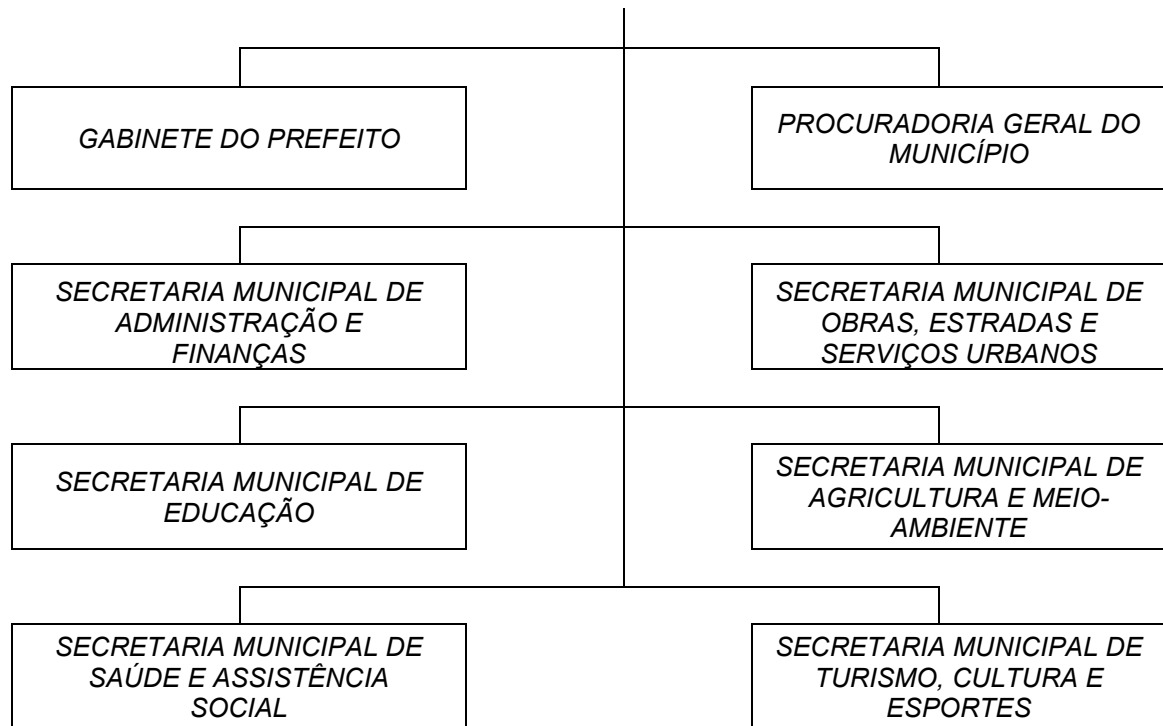 GABINETE DO PREFEITO
PROCURADORIA GERAL DO
MUNICÍPIO
SECRETARIA MUNICIPAL DE
ADMINISTRAÇÃO E
FINANÇAS
SECRETARIA MUNICIPAL DE
OBRAS, ESTRADAS E
SERVIÇOS URBANOS
SECRETARIA MUNICIPAL DE
EDUCAÇÃO
SECRETARIA MUNICIPAL DE
AGRICULTURA E MEIO-
AMBIENTE
SECRETARIA MUNICIPAL DE
SAÚDE E ASSISTÊNCIA
SOCIAL
SECRETARIA MUNICIPAL DE
TURISMO, CULTURA E
ESPORTES